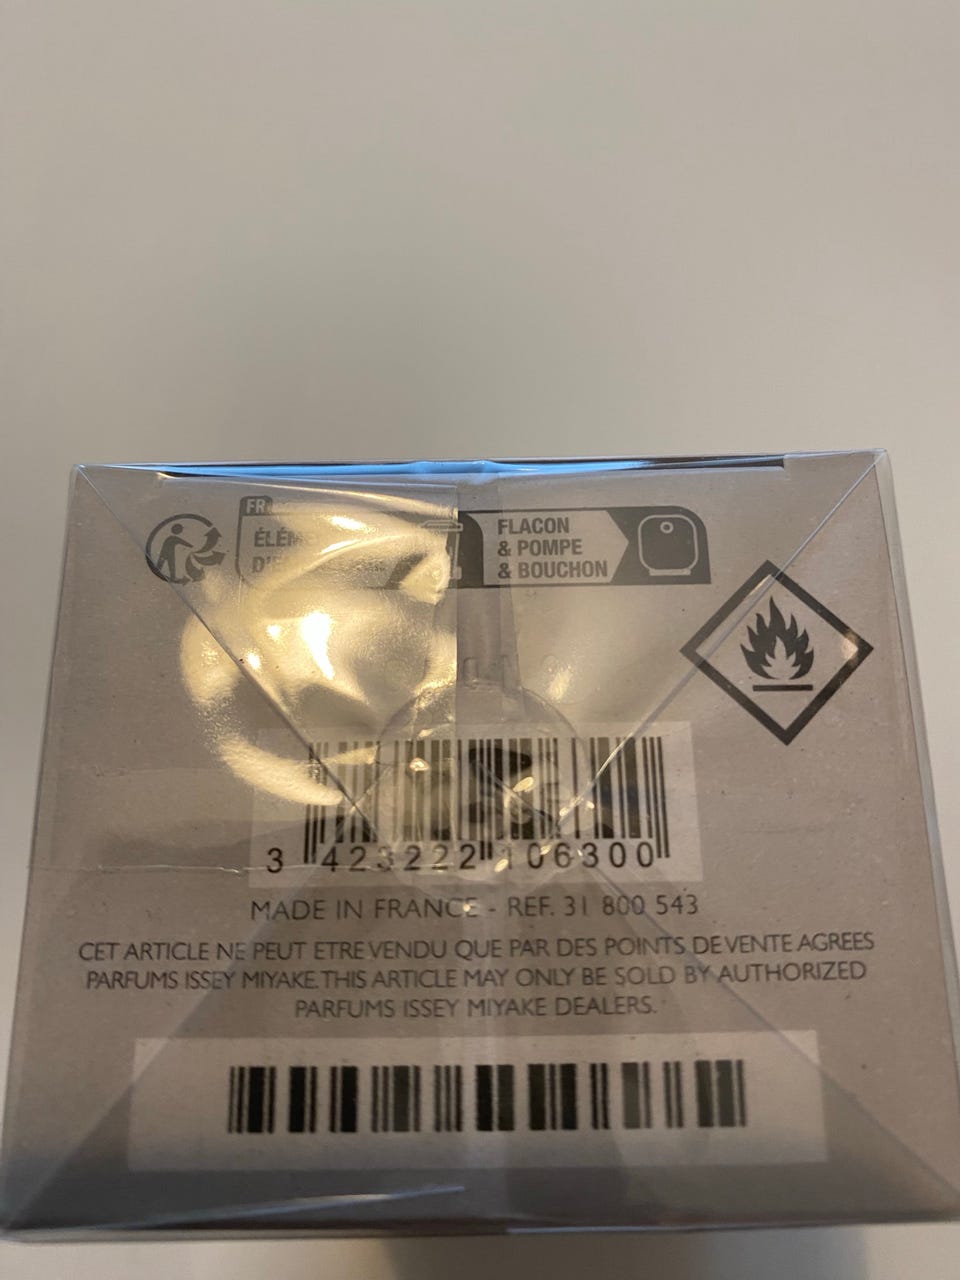 FR
FLACON
& POMPE
& BOUCHON
3 423222 106300
MADE IN FRANCE - REF. 31 800 543
CET ARTICLE NE PEUT ETRE VENDU QUE PAR DES POINTS DE VENTE AGREES
PARFUMS ISSEY MIYAKE. THIS ARTICLE MAY ONLY BE SOLD BY AUTHORIZED
PARFUMS ISSEY MIYAKE DEALERS.